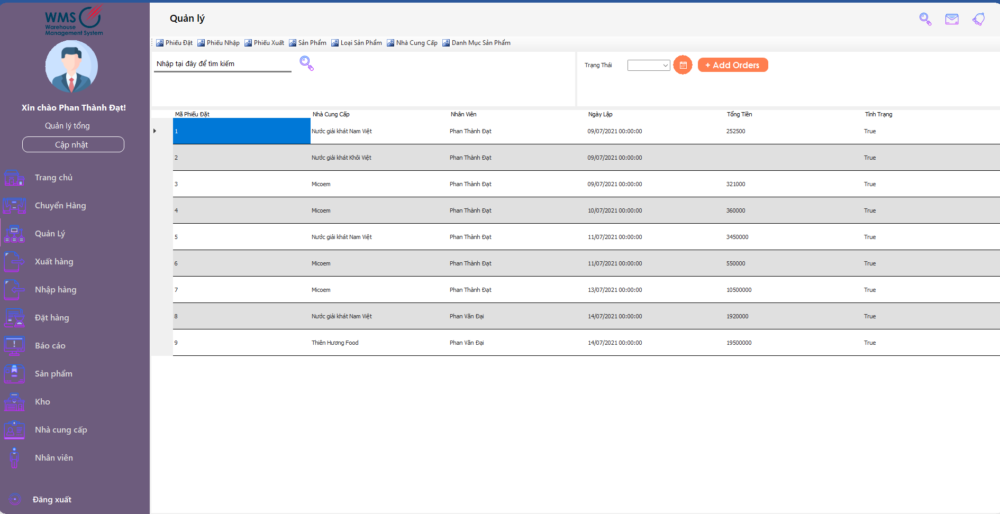 WMS
Warehouse
Management System
Xin chào Phan Thành Đạt!
Quản lý tổng
Cập nhật
Trang chủ
Chuyển Hàng
Quản Lý
Xuất hàng
Nhập hàng
Đặt hàng
Báo cáo
Sản phẩm
Kho
Nhà cung cấp
Nhân viên
Đăng xuất
Quản lý
Phiếu Đặt Phiếu Nhập Phiếu Xuất Sản Phẩm Loại Sản Phẩm Nhà Cung Cấp Danh Mục Sản Phẩm
Nhập tại đây để tìm kiếm
Trạng Thái + Add Orders
Mã Phiếu Đặt Nhà Cung Cấp Nhân Viên Ngày Lập Tổng Tiền Tình Trạng
1 Nước giải khát Nam Việt Phan Thành Đạt 09/07/2021 00:00:00 252500 True
2 Nước giải khát Khôi Việt Phan Thành Đạt 09/07/2021 00:00:00 True
3 Micoem Phan Thành Đạt 09/07/2021 00:00:00 321000 True
4 Micoem Phan Thành Đạt 10/07/2021 00:00:00 360000 True
5 Nước giải khát Nam Việt Phan Thành Đạt 11/07/2021 00:00:00 3450000 True
6 Micoem Phan Thành Đạt 11/07/2021 00:00:00 550000 True
7 Micoem Phan Thành Đạt 13/07/2021 00:00:00 10500000 True
8 Nước giải khát Nam Việt Phan Văn Đại 14/07/2021 00:00:00 1920000 True
9 Thiên Hương Food Phan Văn Đại 14/07/2021 00:00:00 19500000 True